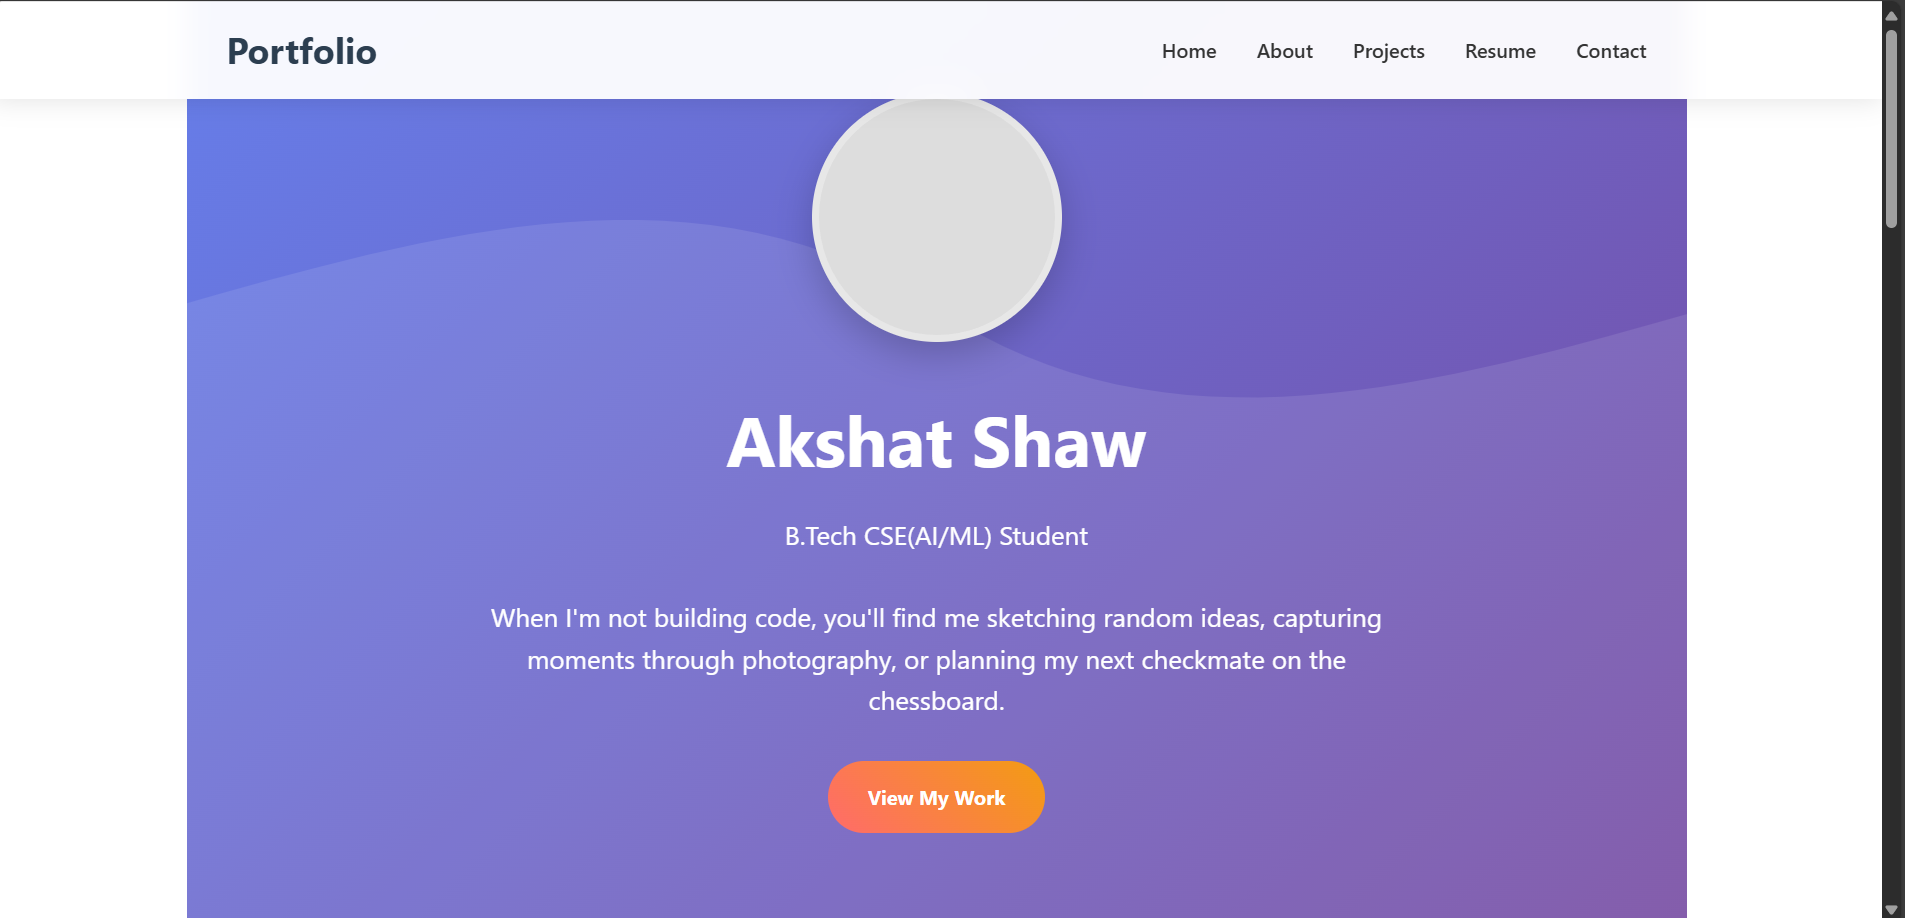 Portfolio
Home About Projects Resume Contact
Akshat Shaw
B.Tech CSE(AI/ML) Student
When I'm not building code, you'll find me sketching random ideas, capturing
moments through photography, or planning my next checkmate on the
chessboard.
View My Work